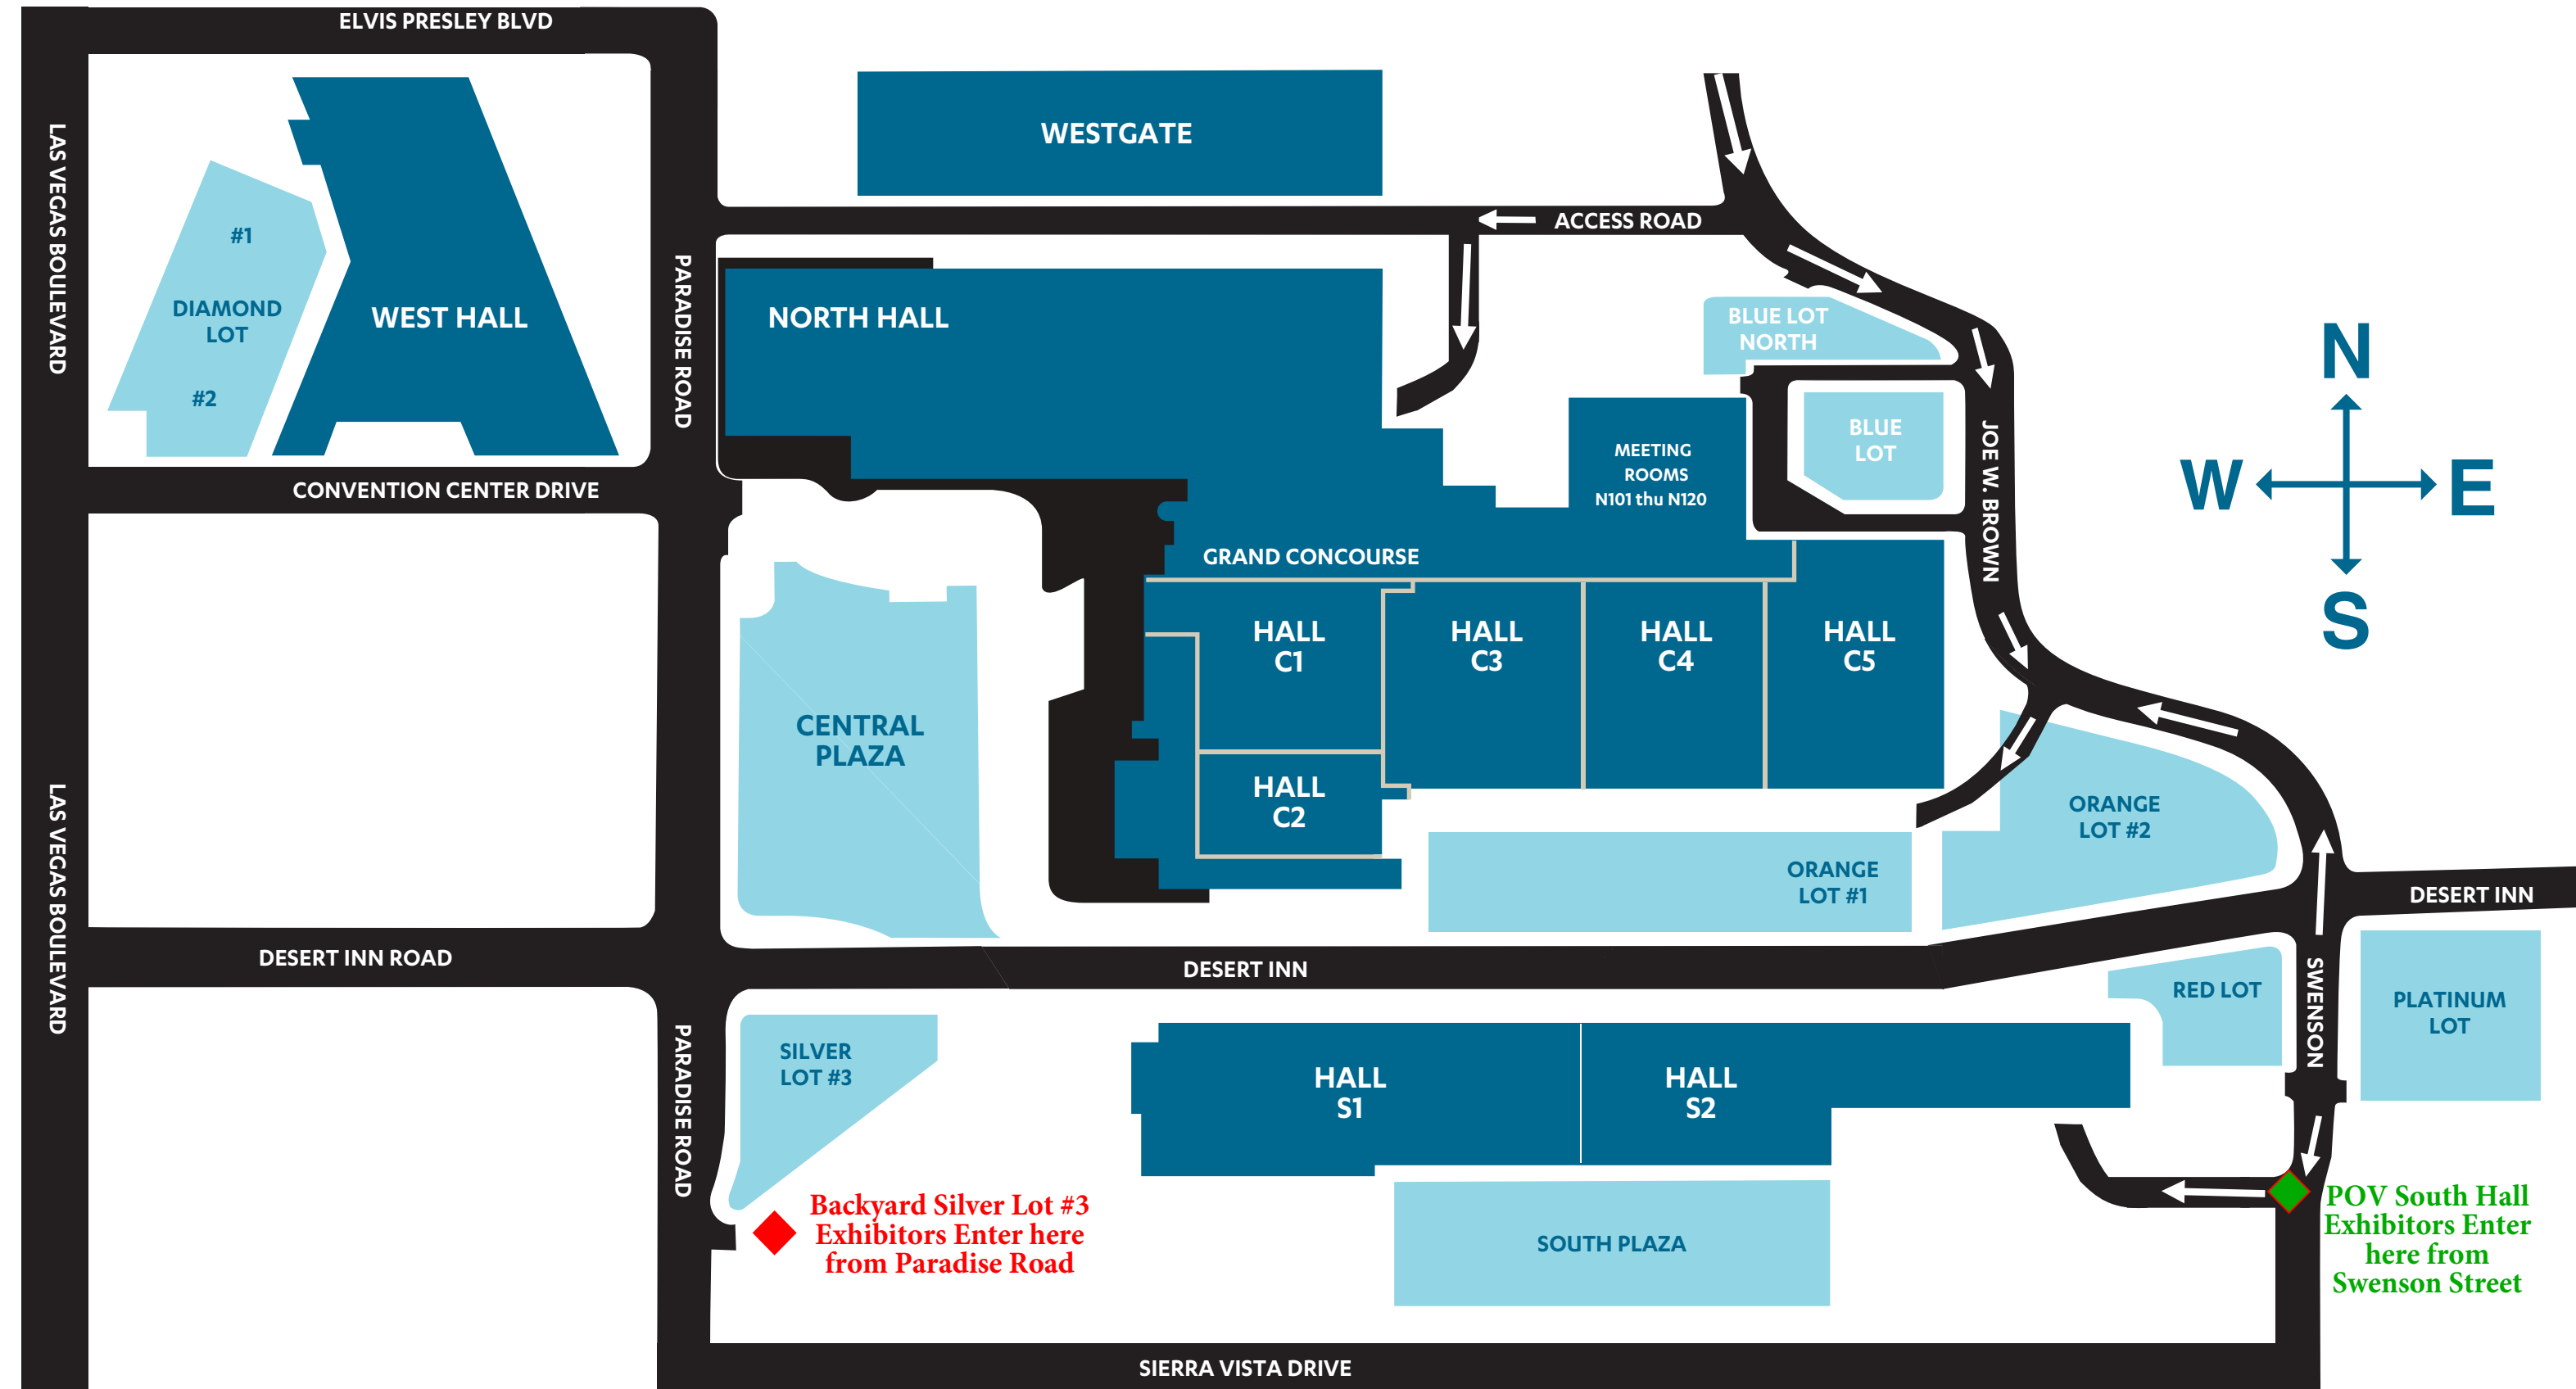 ELVIS PRESLEY BLVD
LAS VEGAS BOULEVARD
WESTGATE
ACCESS ROAD
#1
DIAMOND
LOT
#2
WEST HALL
PARADISE ROAD
NORTH HALL
BLUE LOT
NORTH
BLUE
LOT
JOE W. BROWN
MEETING
ROOMS
N101 thu N120
N
W
E
S
CONVENTION CENTER DRIVE
GRAND CONCOURSE
HALL
C1
HALL
C3
HALL
C4
HALL
C5
CENTRAL
PLAZA
HALL
C2
ORANGE
LOT #2
ORANGE
LOT #1
LAS VEGAS BOULEVARD
DESERT INN
DESERT INN ROAD
DESERT INN
SWENSON
RED LOT
PLATINUM
LOT
PARADISE ROAD
SILVER
LOT #3
HALL
S1
HALL
S2
Backyard Silver Lot #3
Exhibitors Enter here
from Paradise Road
SOUTH PLAZA
POV South Hall
Exhibitors Enter
here from
Swenson Street
SIERRA VISTA DRIVE